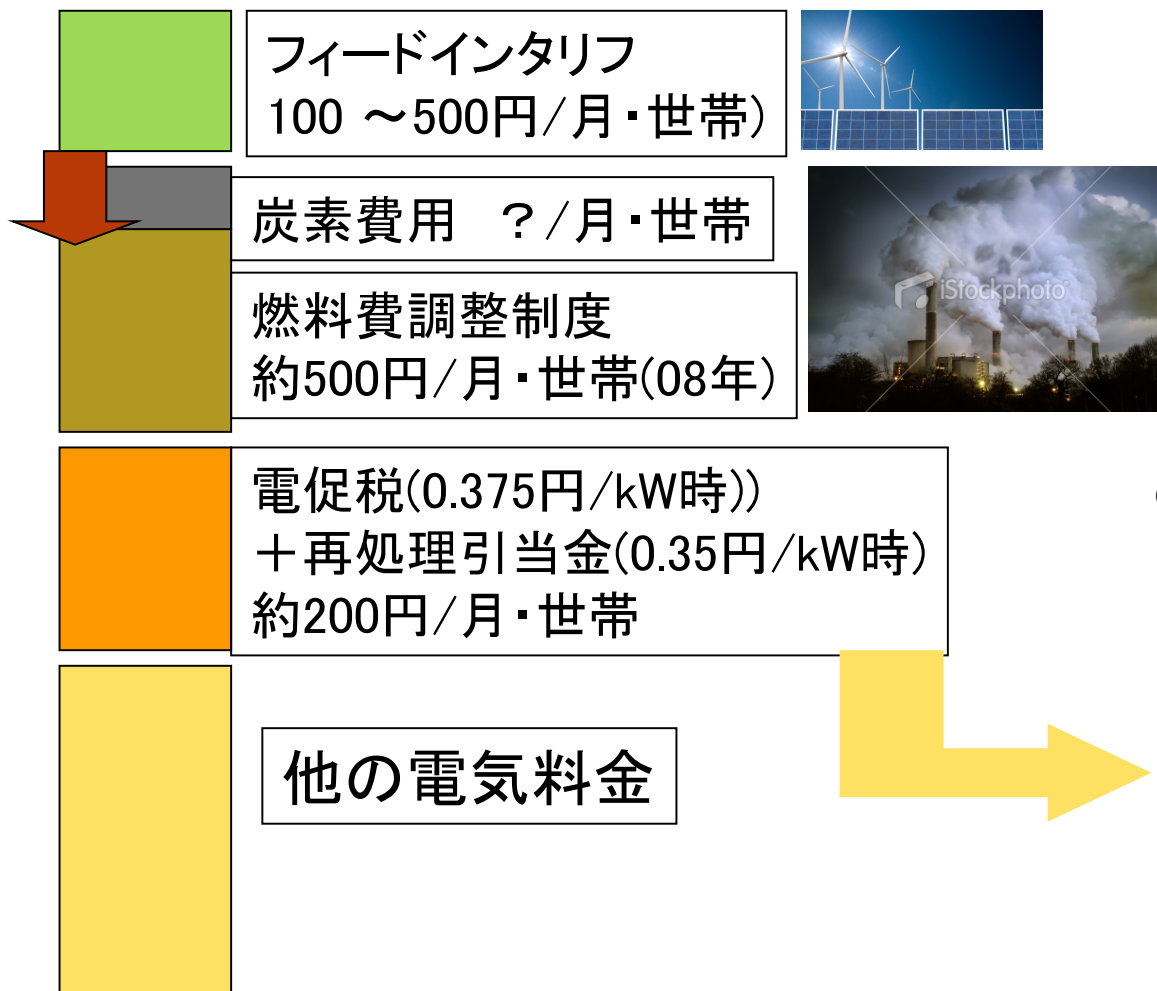 フィードインタリフ
100 ～500円/月・世帯)
炭素費用　？/月・世帯
iStockphoto
燃料費調整制度
約500円/月・世帯(08年)
電促税(0.375円/kW時))
＋再処理引当金(0.35円/kW時)
約200円/月・世帯
他の電気料金